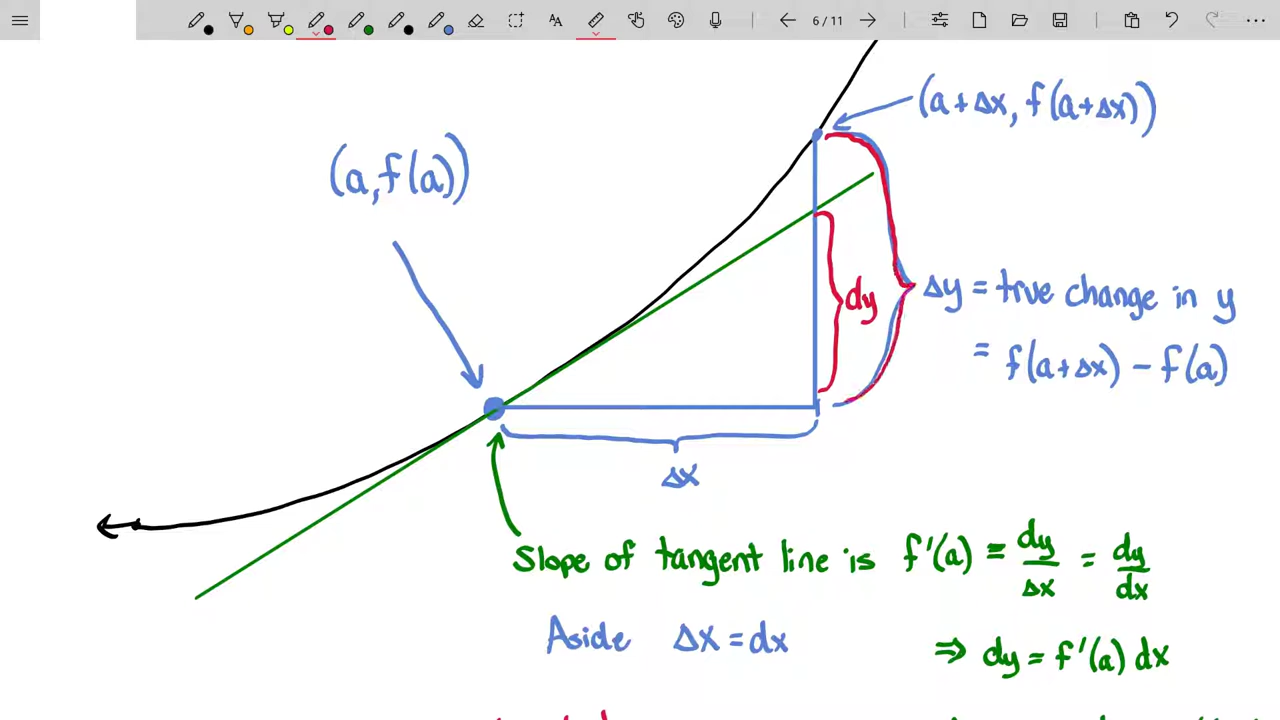 6 / 11
(a+Δx, f(a+Δx))
(a, f(a))
dy
Δy = true change in y
= f(a+Δx) - f(a)
Δx
Slope of tangent line is f'(a) = dy/Δx = dy/dx
Aside Δx = dx
⇒ dy = f'(a) dx